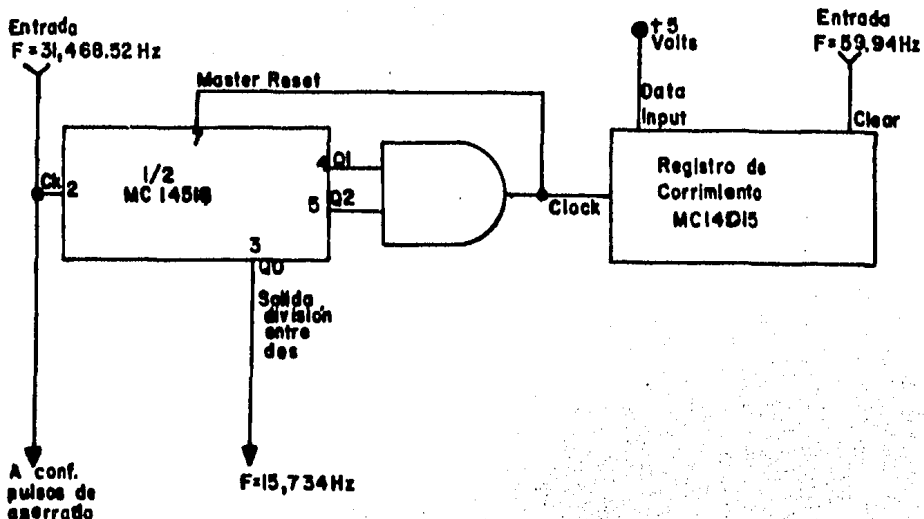 Entrada
F=31,468.52 Hz
Master Reset
Ck
2
7
1/2
MC 14518
4 Q1
5 Q2
3
Q0
Salida
división
entre
dos
F=15,734 Hz
A conf.
pulsos de
aserrado
Clock
+5
Volts
Data
Input
Entrada
F=59.94Hz
Clear
Registro de
Corrimiento
MC14015